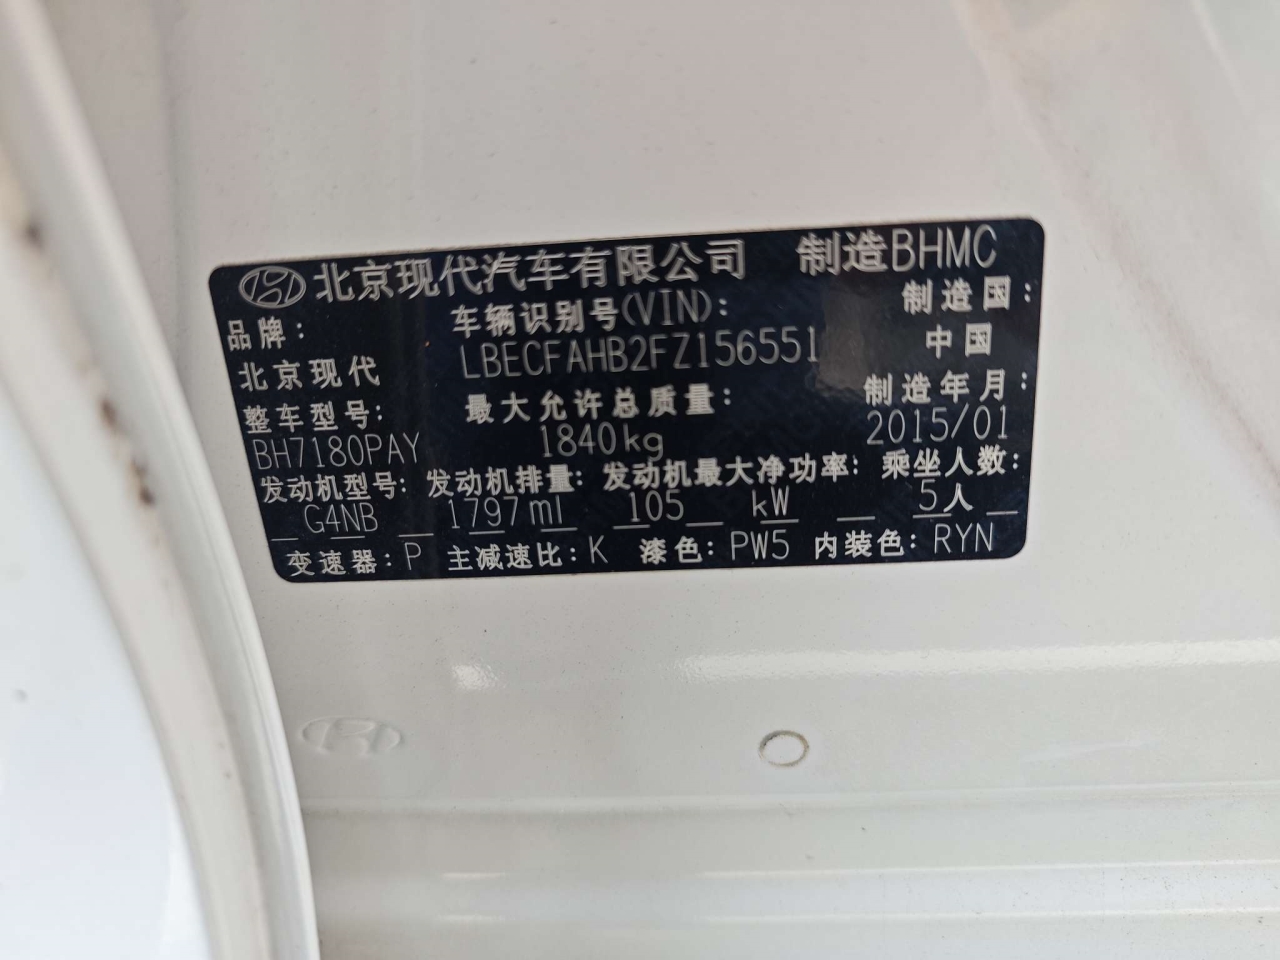 北京现代汽车有限公司 制造BHMC
品牌: 车辆识别号(VIN): 制造国:
北京现代 LBECFAHB2FZ156551 中国
整车型号: 最大允许总质量: 制造年月:
BH7180PAY 1840kg 2015/01
发动机型号: 发动机排量: 发动机最大净功率: 乘坐人数:
G4NB 1797ml 105 kW 5人
变速器: P 主减速比: K 漆色: PW5 内装色: RYN